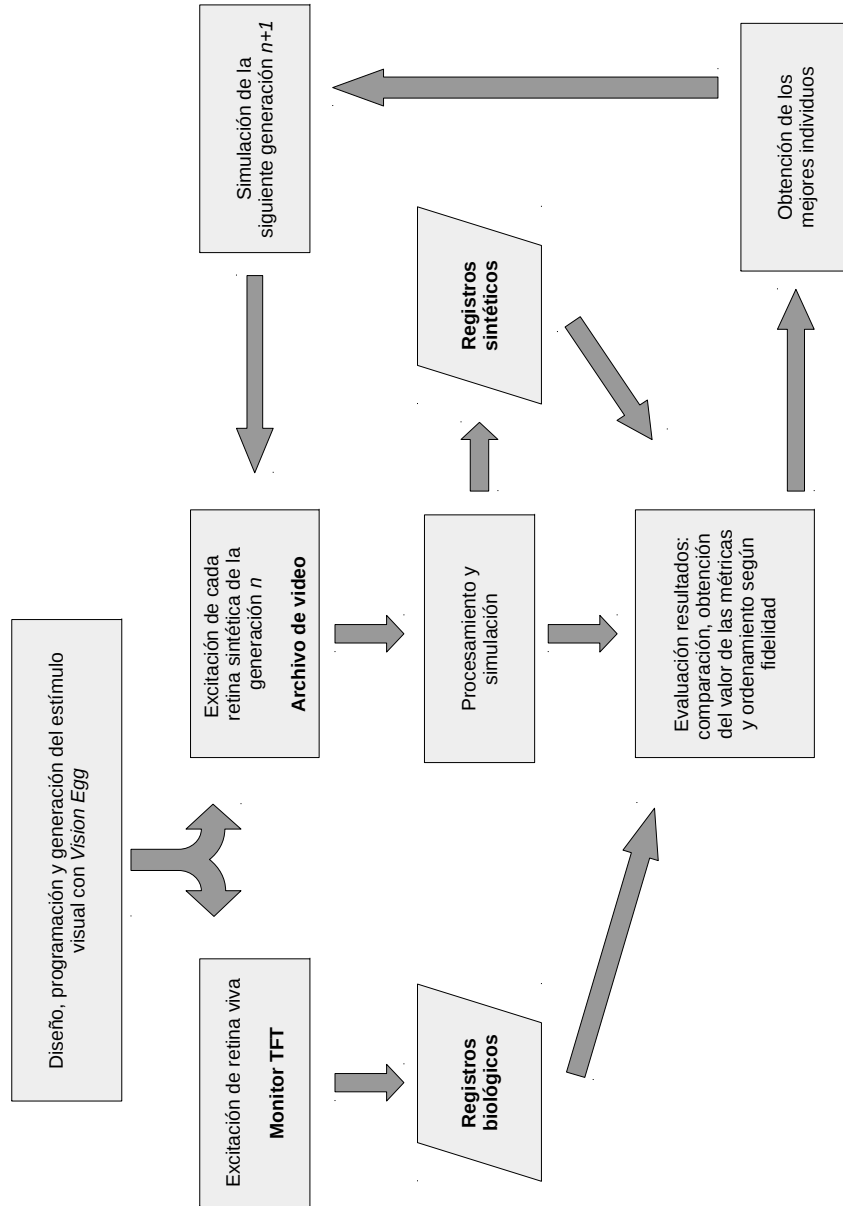 Diseño, programación y generación del estímulo
visual con Vision Egg
Excitación de retina viva
Monitor TFT
Excitación de cada
retina sintética de la
generación n
Archivo de video
Simulación de la
siguiente generación n+1
Registros
biológicos
Procesamiento y
simulación
Registros
sintéticos
Evaluación resultados:
comparación, obtención
del valor de las métricas
y ordenamiento según
fidelidad
Obtención de los
mejores individuos